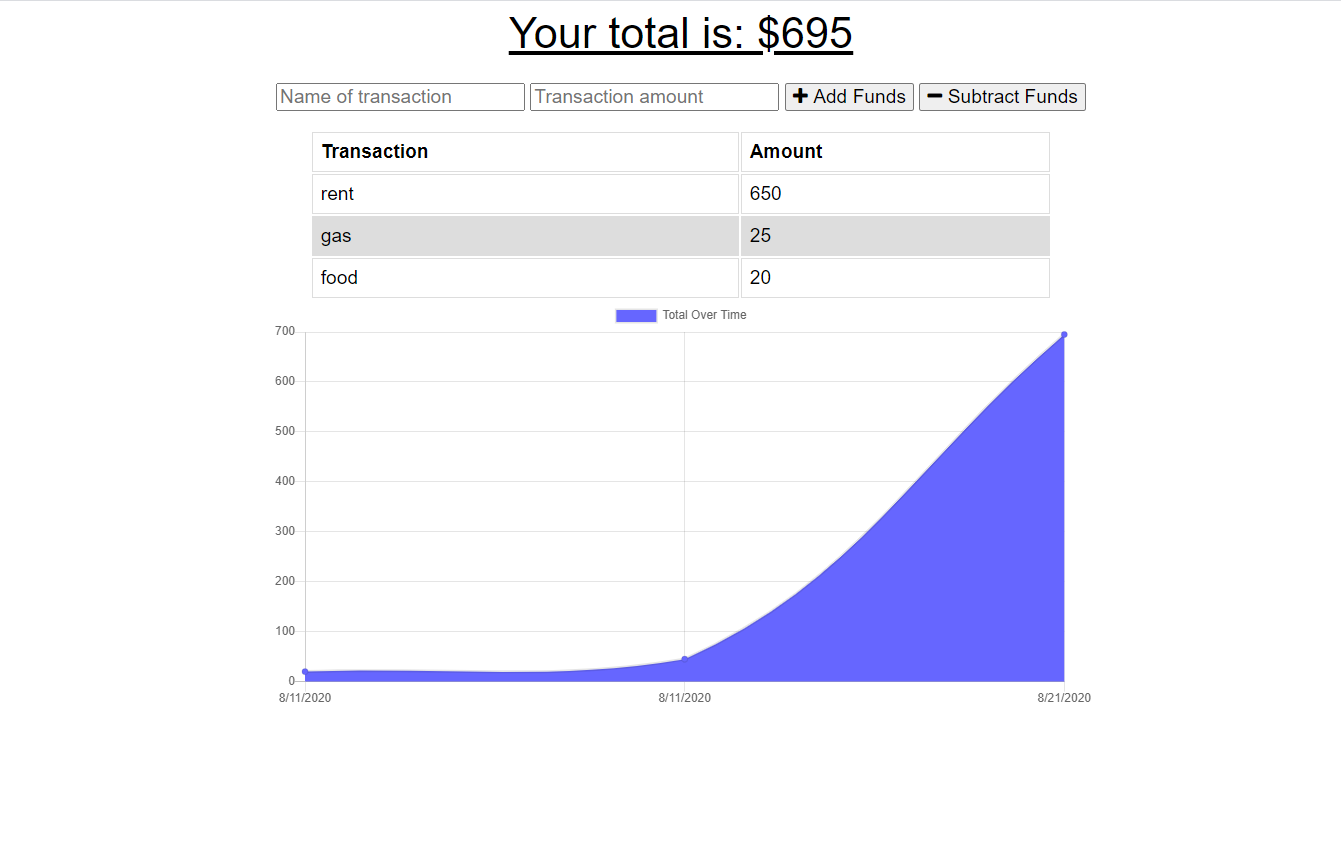 Your total is: $695
Name of transaction Transaction amount + Add Funds − Subtract Funds
Transaction Amount
rent 650
gas 25
food 20
Total Over Time
700
600
500
400
300
200
100
0
8/11/2020 8/11/2020 8/21/2020